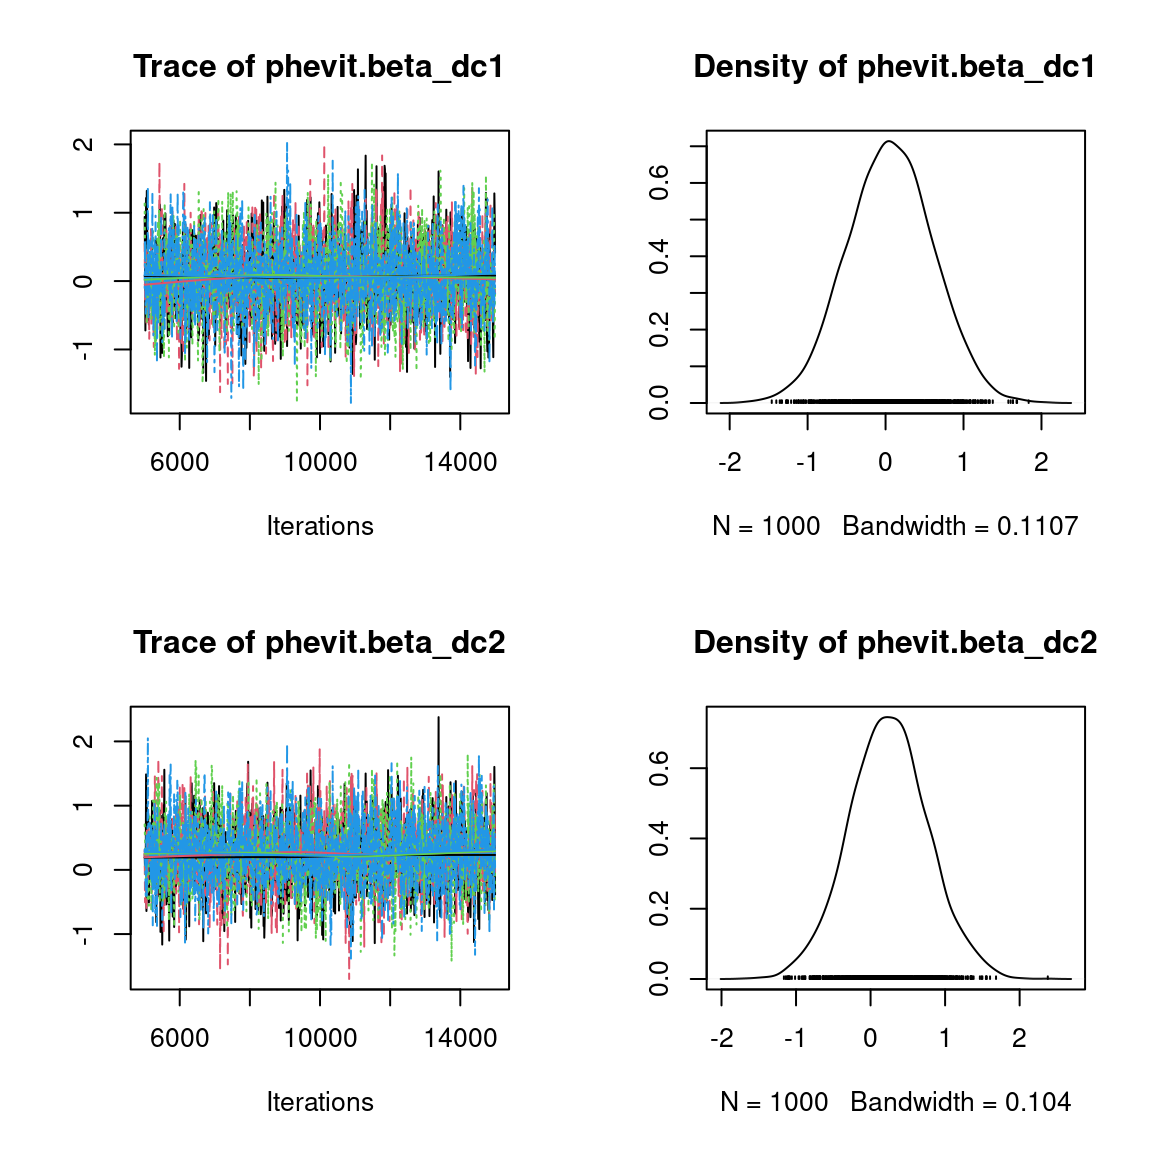 Trace of phevit.beta_dc1
2
1
0
-1
6000 10000 14000
Iterations
Density of phevit.beta_dc1
0.6
0.4
0.2
0.0
-2 -1 0 1 2
N = 1000 Bandwidth = 0.1107
Trace of phevit.beta_dc2
2
1
0
-1
6000 10000 14000
Iterations
Density of phevit.beta_dc2
0.6
0.4
0.2
0.0
-2 -1 0 1 2
N = 1000 Bandwidth = 0.104